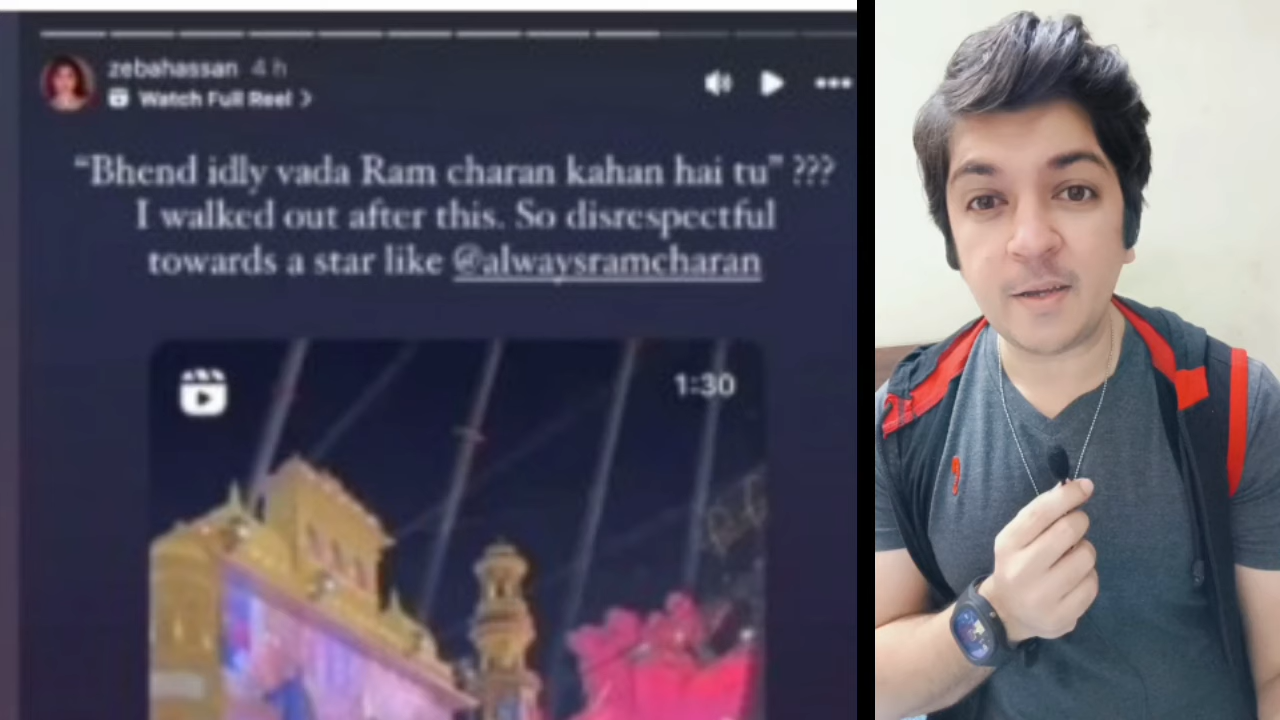 zebahassan 4 h
Watch Full Reel >
“Bhend idly vada Ram charan kahan hai tu” ???
I walked out after this. So disrespectful
towards a star like @alwaysramcharan
1:30